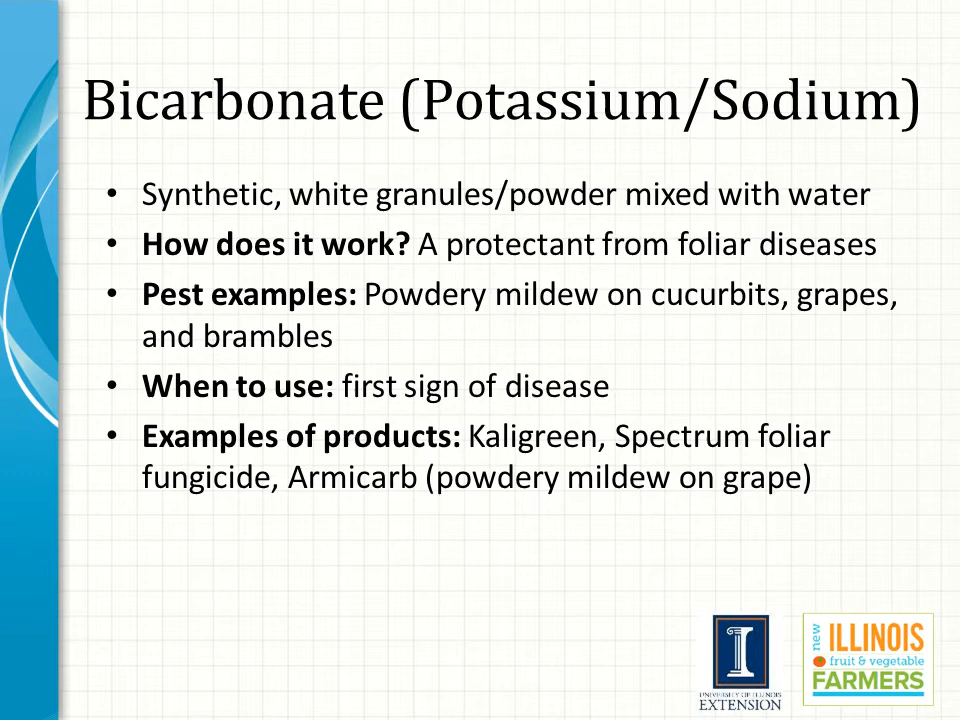 Bicarbonate (Potassium/Sodium)
• Synthetic, white granules/powder mixed with water
• How does it work? A protectant from foliar diseases
• Pest examples: Powdery mildew on cucurbits, grapes,
and brambles
• When to use: first sign of disease
• Examples of products: Kaligreen, Spectrum foliar
fungicide, Armicarb (powdery mildew on grape)
I
UNIVERSITY OF ILLINOIS
EXTENSION
new
ILLINOIS
fruit & vegetable
FARMERS